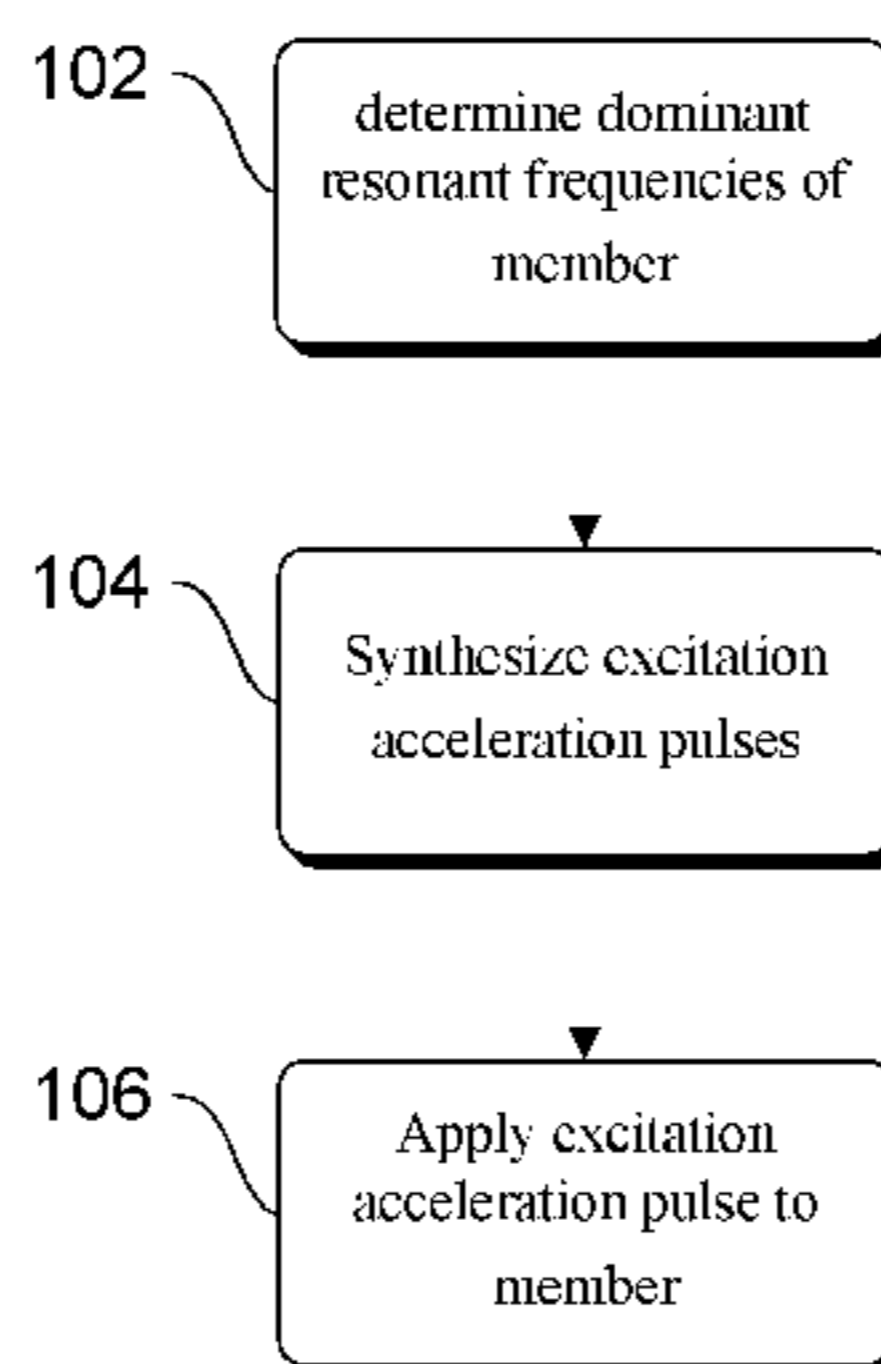 102
determine dominant
resonant frequencies of
member
104
Synthesize excitation
acceleration pulses
106
Apply excitation
acceleration pulse to
member